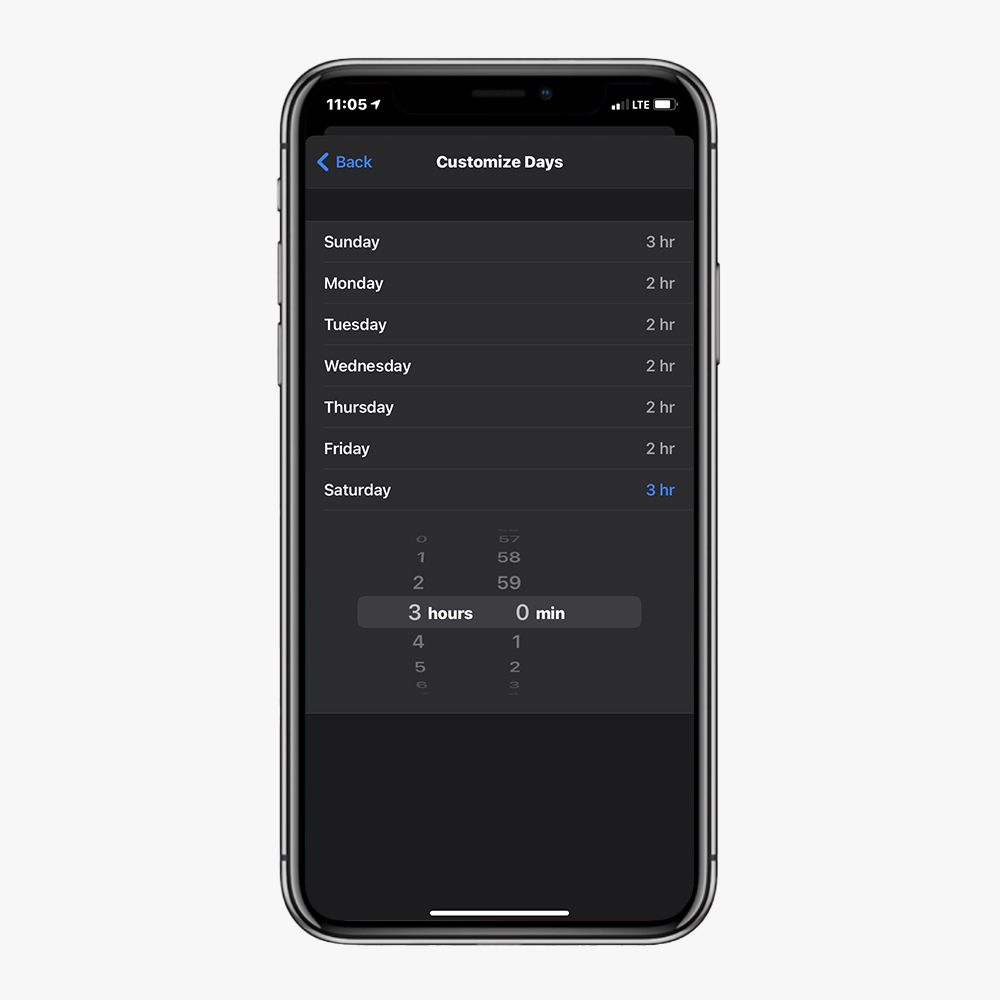 11:05 LTE
Back Customize Days
Sunday 3 hr
Monday 2 hr
Tuesday 2 hr
Wednesday 2 hr
Thursday 2 hr
Friday 2 hr
Saturday 3 hr
0 57
1 58
2 59
3 hours 0 min
4 1
5 2
6 3